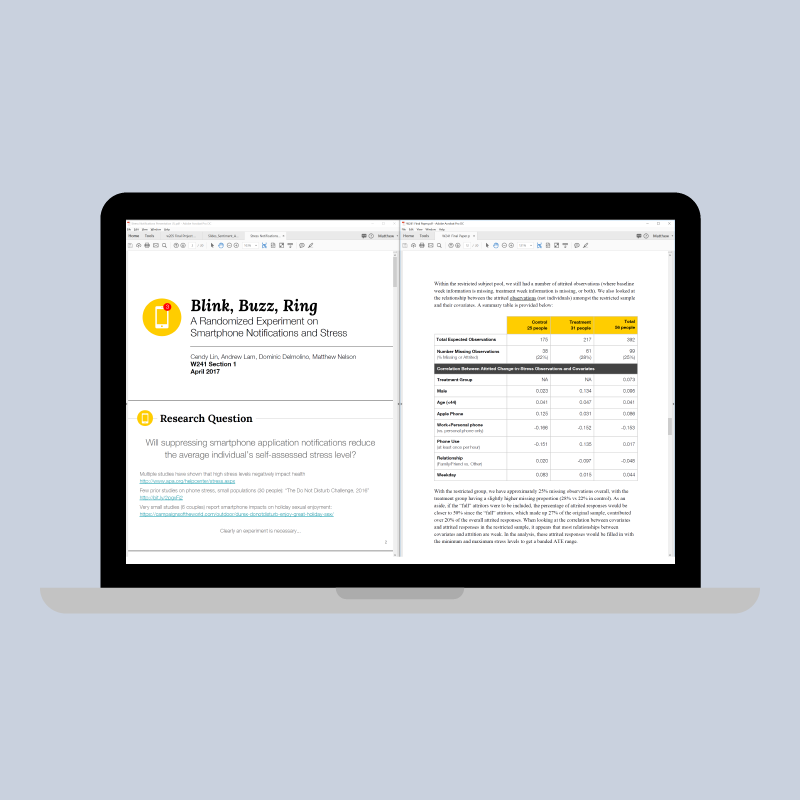 Home Tools
Blink, Buzz, Ring
A Randomized Experiment on
Smartphone Notifications and Stress
Cendy Lin, Andrew Lam, Dominic Delmolino, Matthew Nelson
W241 Section 1
April 2017
Research Question
Will suppressing smartphone application notifications reduce
the average individual's self-assessed stress level?
Multiple studies have shown that high stress levels negatively impact health
http://www.apa.org/helpcenter/stress.aspx
Few prior studies on phone stress, small populations (30 people; "The Do Not Disturb Challenge, 2016)
Very small studies (6 couples) report smartphone impacts on holiday sexual enjoyment:
Clearly an experiment is necessary...
2
Home Tools
Within the restricted subject pool, we still had a number of attrited observations (where baseline
week information is missing, treatment week information is missing, or both). We also looked at
the relationship between the attrited observations (not individuals) amongst the restricted sample
and their covariates. A summary table is provided below:
Control Treatment Total
25 people 31 people 56 people
Total Expected Observations 175 217 392
Number Missing Observations 38 61 99
(% Missing or Attrited) (22%) (28%) (25%)
Correlation Between Attrited Change-in-Stress Observations and Covariates
Treatment Group NA NA 0.073
Male 0.023 0.134 0.095
Age (<44) 0.041 0.047 0.041
Apple Phone 0.125 0.031 0.086
Work+Personal phone -0.166 -0.152 -0.153
(vs. personal phone only)
Phone Use -0.151 0.135 0.017
(at least once per hour)
Relationship 0.020 -0.097 -0.048
(Family/Friend vs. Other)
Weekday 0.083 0.015 0.044
With the restricted group, we have approximately 25% missing observations overall, with the
treatment group having a slightly higher missing proportion (28% vs 22% in control). As an
aside, if the "full" attritors were to be included, the percentage of attrited responses would be
closer to 50% since the "full" attritors, which made up 27% of the original sample, contributed
over 20% of the overall attrited responses. When looking at the correlation between covariates
and attrited responses in the restricted sample, it appears that most relationships between
covariates and attrition are weak. In the analysis, these attrited responses would be filled in with
the minimum and maximum stress levels to get a banded ATE range.